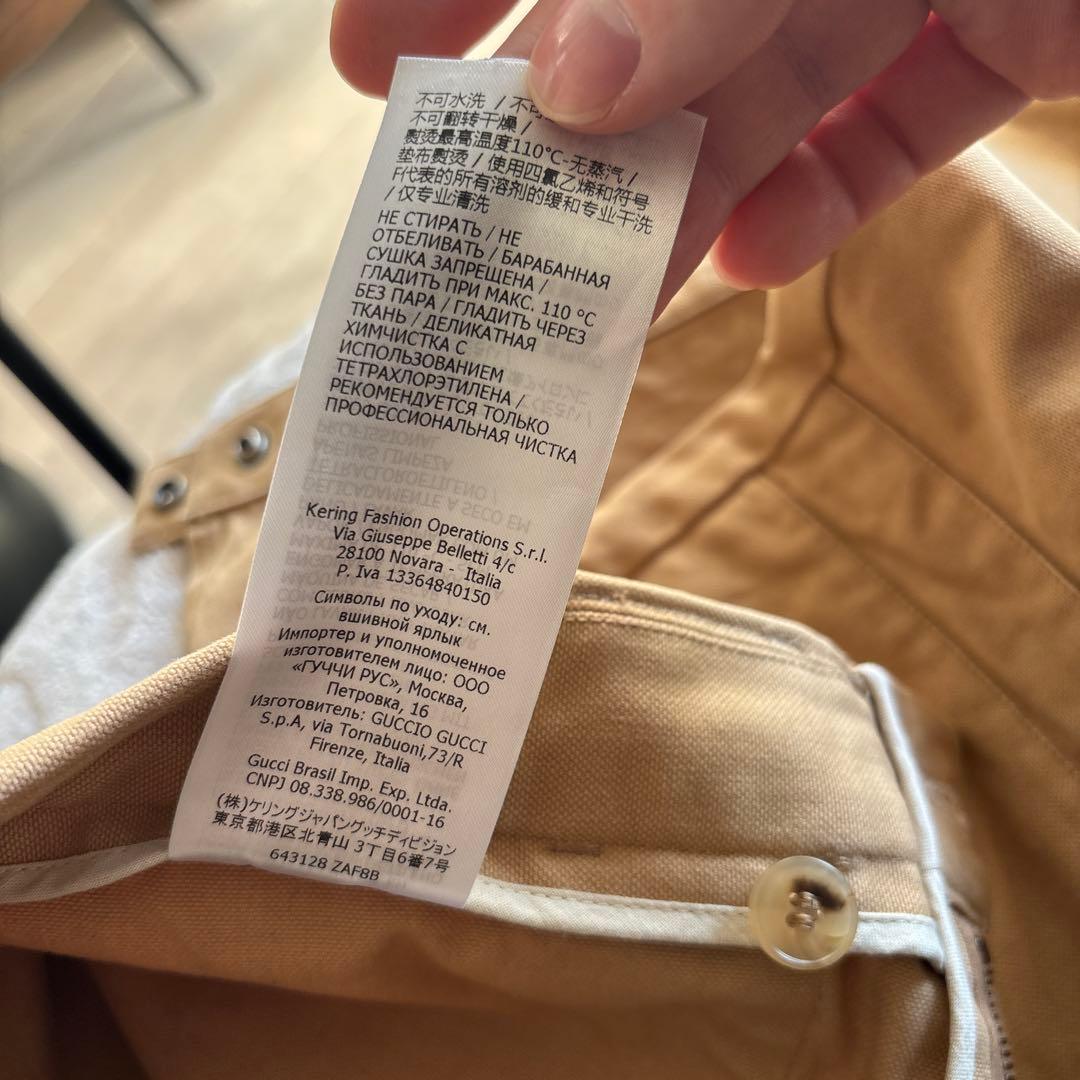 不可水洗 / 不可
不可翻转干燥 /
熨烫最高温度110°C-无蒸汽 /
垫布熨烫 / 使用四氯乙烯和符号
F代表的所有溶剂的缓和专业干洗
/ 仅专业清洗
НЕ СТИРАТЬ / НЕ
ОТБЕЛИВАТЬ / БАРАБАННАЯ
СУШКА ЗАПРЕЩЕНА /
ГЛАДИТЬ ПРИ МАКС. 110 °C
БЕЗ ПАРА / ГЛАДИТЬ ЧЕРЕЗ
ТКАНЬ / ДЕЛИКАТНАЯ
ХИМЧИСТКА С
ИСПОЛЬЗОВАНИЕМ
ТЕТРАХЛОРЭТИЛЕНА /
РЕКОМЕНДУЕТСЯ ТОЛЬКО
ПРОФЕССИОНАЛЬНАЯ ЧИСТКА
Kering Fashion Operations S.r.l.
Via Giuseppe Belletti 4/c
28100 Novara - Italia
P. Iva 13364840150
Символы по уходу: см.
вшивной ярлык
Импортер и уполномоченное
изготовителем лицо: ООО
«ГУЧЧИ РУС», Москва,
Петровка, 16
Изготовитель: GUCCIO GUCCI
S.p.A, via Tornabuoni,73/R
Firenze, Italia
Gucci Brasil Imp. Exp. Ltda.
CNPJ 08.338.986/0001-16
(株)ケリングジャパングッチディビジョン
東京都港区北青山 3丁目6番7号
643128 ZAF8B